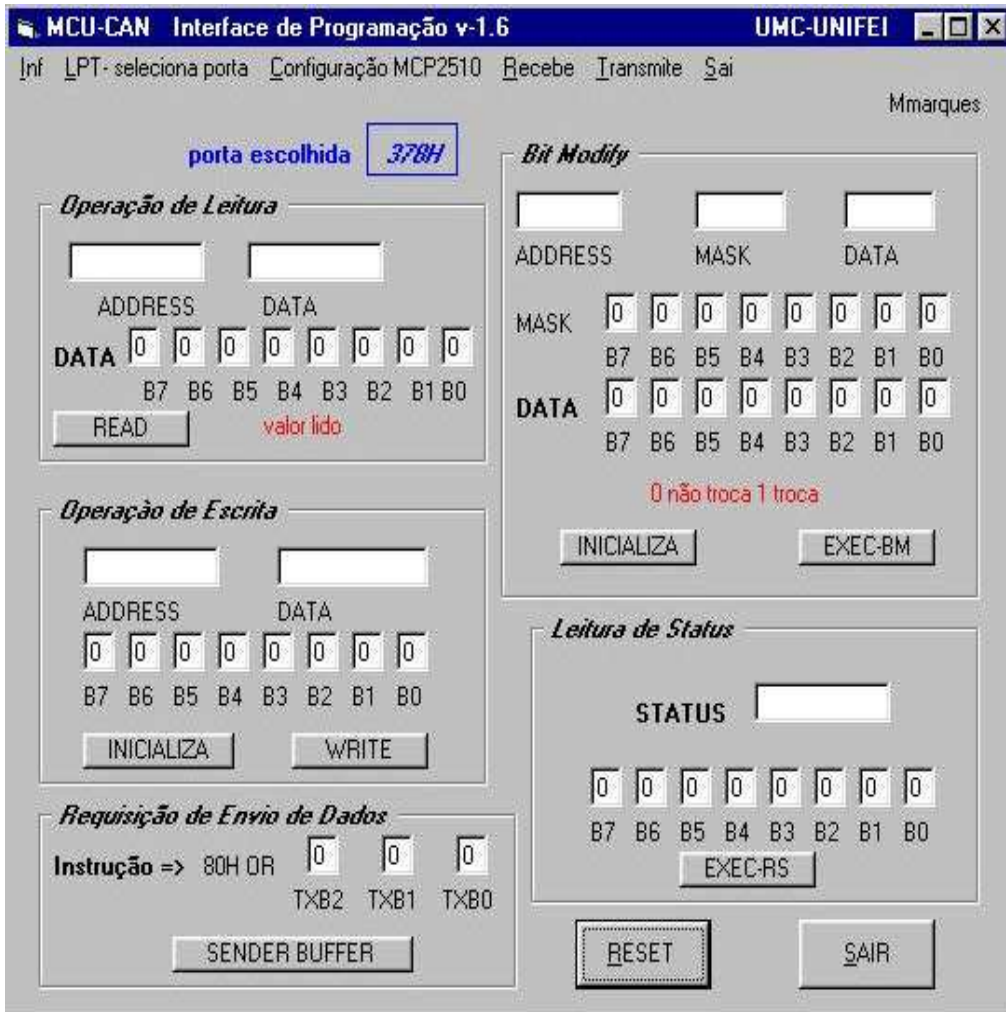 MCU-CAN Interface de Programação v-1.6 UMC-UNIFEI
Inf LPT- seleciona porta Configuração MCP2510 Recebe Transmite Sai
Mmarques
porta escolhida 378H
Operação de Leitura
ADDRESS DATA
DATA 0 0 0 0 0 0 0 0
B7 B6 B5 B4 B3 B2 B1 B0
READ valor lido
Operaçào de Escrita
ADDRESS DATA
0 0 0 0 0 0 0 0
B7 B6 B5 B4 B3 B2 B1 B0
INICIALIZA WRITE
Requisição de Envio de Dados
Instrução => 80H OR 0 0 0
TXB2 TXB1 TXB0
SENDER BUFFER
Bit Modify
ADDRESS MASK DATA
MASK 0 0 0 0 0 0 0 0
B7 B6 B5 B4 B3 B2 B1 B0
DATA 0 0 0 0 0 0 0 0
B7 B6 B5 B4 B3 B2 B1 B0
0 não troca 1 troca
INICIALIZA EXEC-BM
Leitura de Status
STATUS
0 0 0 0 0 0 0 0
B7 B6 B5 B4 B3 B2 B1 B0
EXEC-RS
RESET SAIR